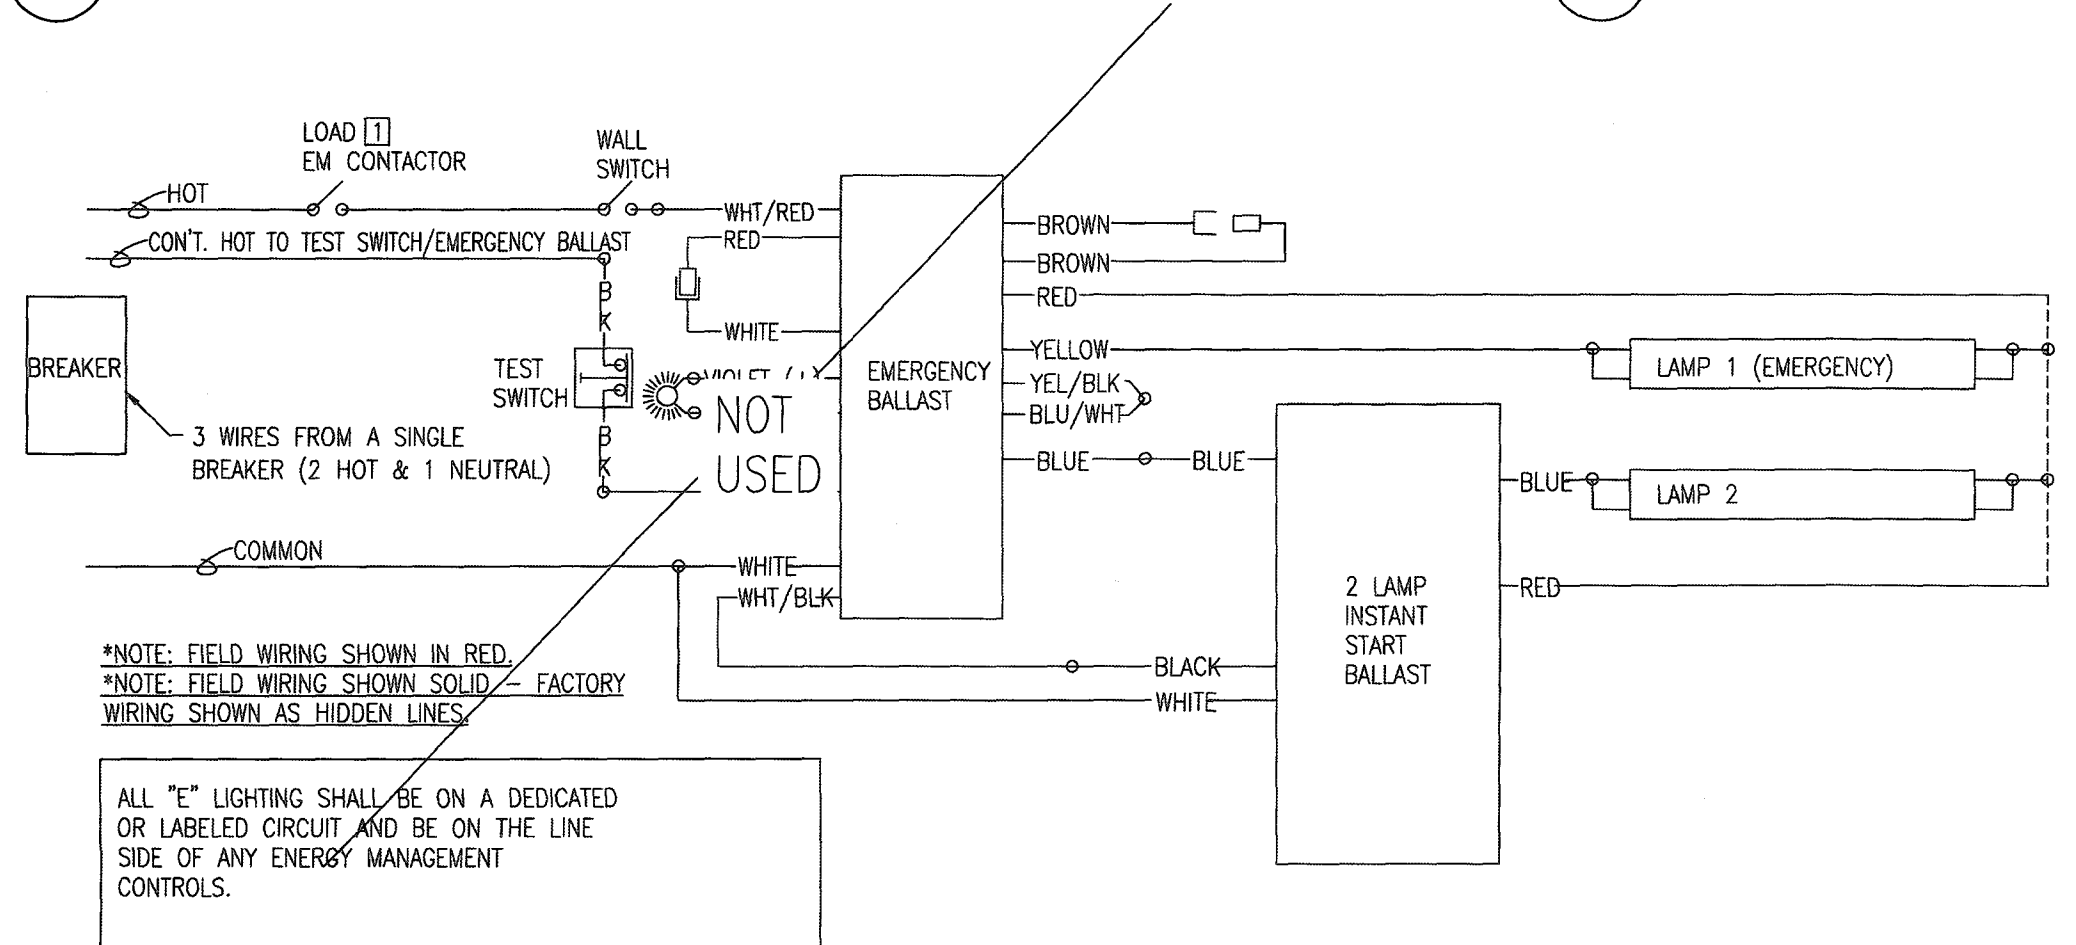 LOAD 1
EM CONTACTOR
WALL
SWITCH
HOT
WHT/RED
CON'T. HOT TO TEST SWITCH/EMERGENCY BALLAST
RED
BROWN
BROWN
RED
BK
WHITE
YELLOW
LAMP 1 (EMERGENCY)
BREAKER
TEST
SWITCH
EMERGENCY
BALLAST
YEL/BLK
BLU/WHT
NOT
USED
3 WIRES FROM A SINGLE
BREAKER (2 HOT & 1 NEUTRAL)
BK
BLUE
BLUE
BLUE
LAMP 2
COMMON
WHITE
WHT/BLK
2 LAMP
INSTANT
START
BALLAST
RED
BLACK
WHITE
*NOTE: FIELD WIRING SHOWN IN RED.
*NOTE: FIELD WIRING SHOWN SOLID - FACTORY
WIRING SHOWN AS HIDDEN LINES.
ALL "E" LIGHTING SHALL BE ON A DEDICATED
OR LABELED CIRCUIT AND BE ON THE LINE
SIDE OF ANY ENERGY MANAGEMENT
CONTROLS.